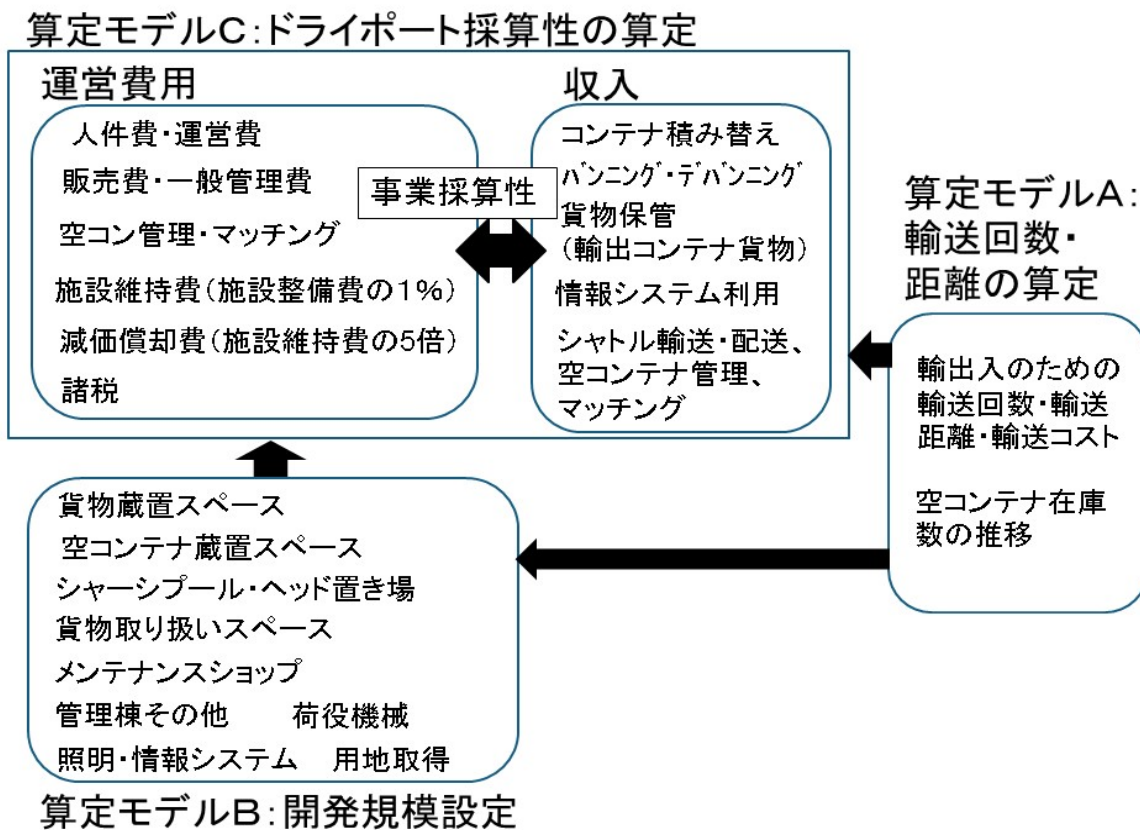 算定モデルC:ドライポート採算性の算定
運営費用
人件費・運営費
販売費・一般管理費
空コン管理・マッチング
施設維持費(施設整備費の1%)
減価償却費(施設維持費の5倍)
諸税
事業採算性
収入
コンテナ積み替え
バンニング・デバンニング
貨物保管
(輸出コンテナ貨物)
情報システム利用
シャトル輸送・配送、
空コンテナ管理、
マッチング
算定モデルA:
輸送回数・
距離の算定
輸出入のための
輸送回数・輸送
距離・輸送コスト
空コンテナ在庫
数の推移
貨物蔵置スペース
空コンテナ蔵置スペース
シャーシプール・ヘッド置き場
貨物取り扱いスペース
メンテナンスショップ
管理棟その他 荷役機械
照明・情報システム 用地取得
算定モデルB:開発規模設定